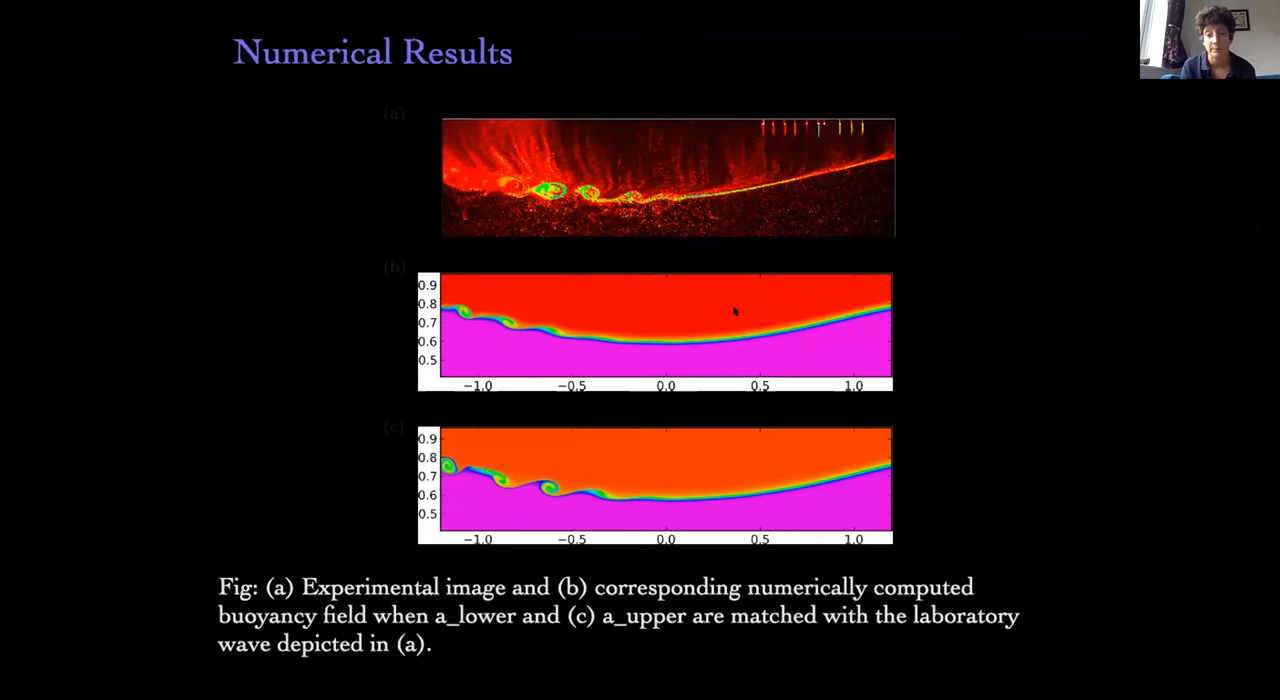 Numerical Results
(a)
(b)
0.9
0.8
0.7
0.6
0.5
−1.0 −0.5 0.0 0.5 1.0
(c)
0.9
0.8
0.7
0.6
0.5
−1.0 −0.5 0.0 0.5 1.0
Fig: (a) Experimental image and (b) corresponding numerically computed
buoyancy field when a_lower and (c) a_upper are matched with the laboratory
wave depicted in (a).